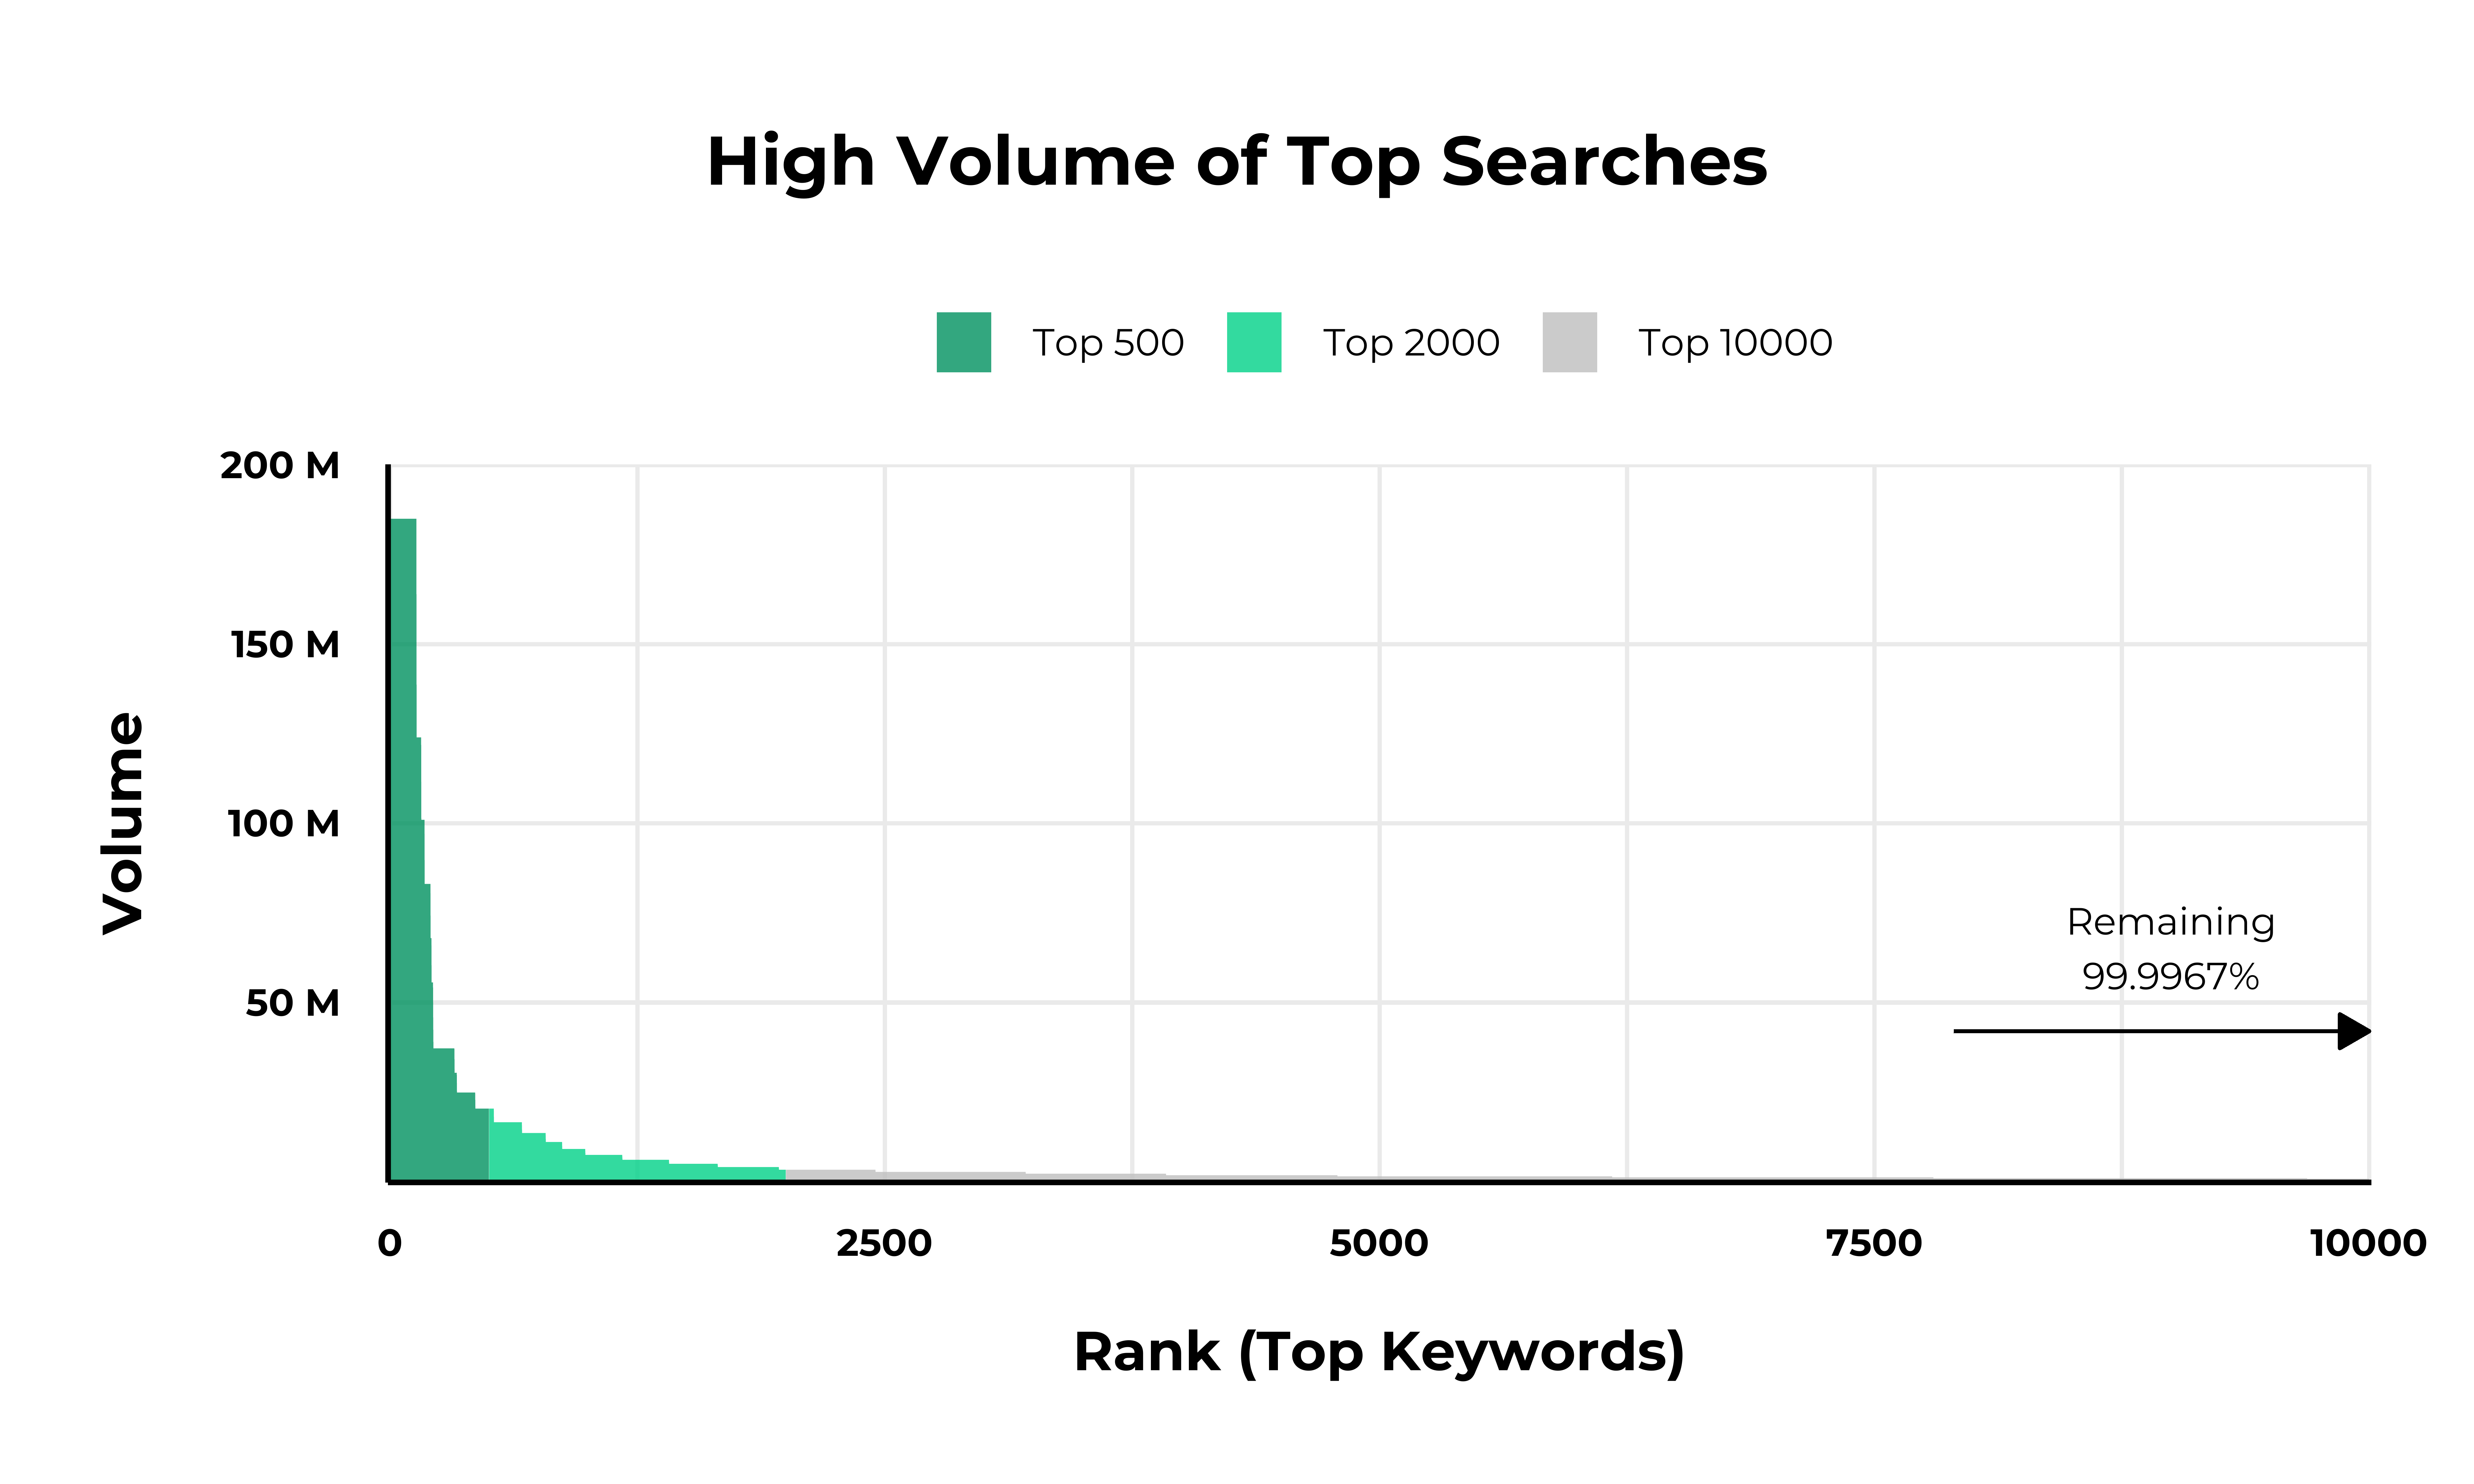 High Volume of Top Searches
Top 500 Top 2000 Top 10000
200 M
150 M
100 M
50 M
Volume
Remaining
99.9967%
0 2500 5000 7500 10000
Rank (Top Keywords)